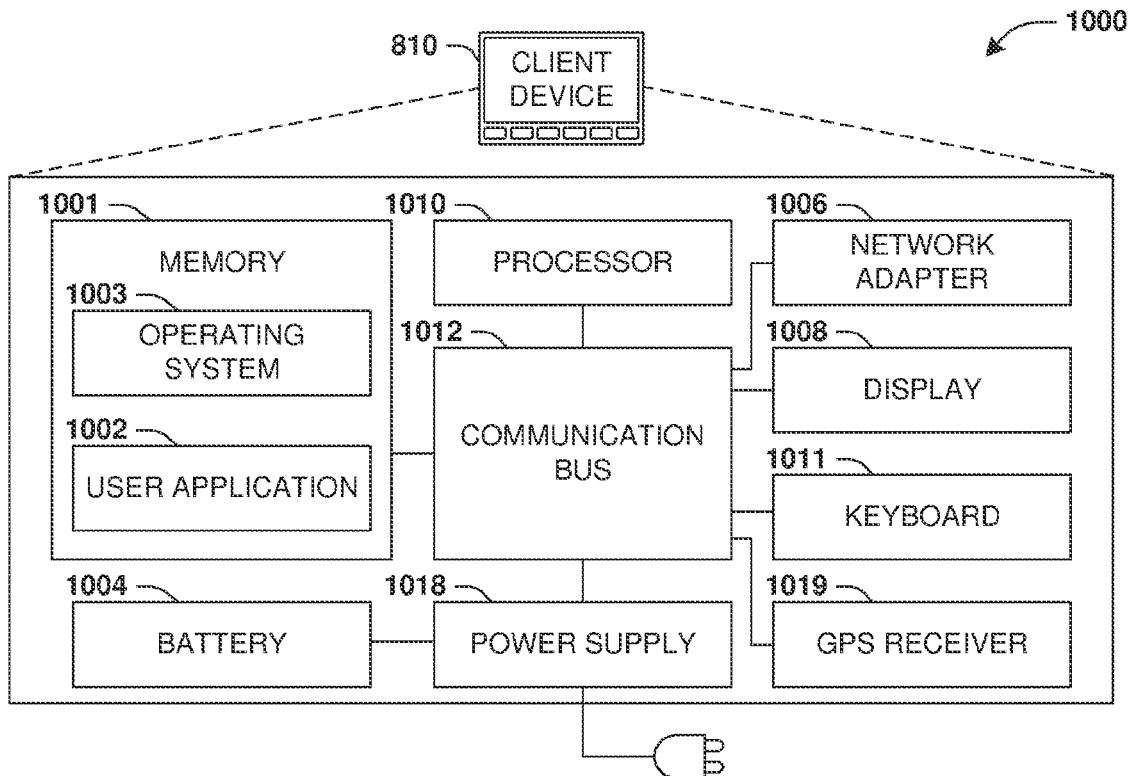 1000
810
CLIENT
DEVICE
1001
MEMORY
1003
OPERATING
SYSTEM
1002
USER APPLICATION
1010
PROCESSOR
1012
COMMUNICATION
BUS
1006
NETWORK
ADAPTER
1008
DISPLAY
1011
KEYBOARD
1004
BATTERY
1018
POWER SUPPLY
1019
GPS RECEIVER